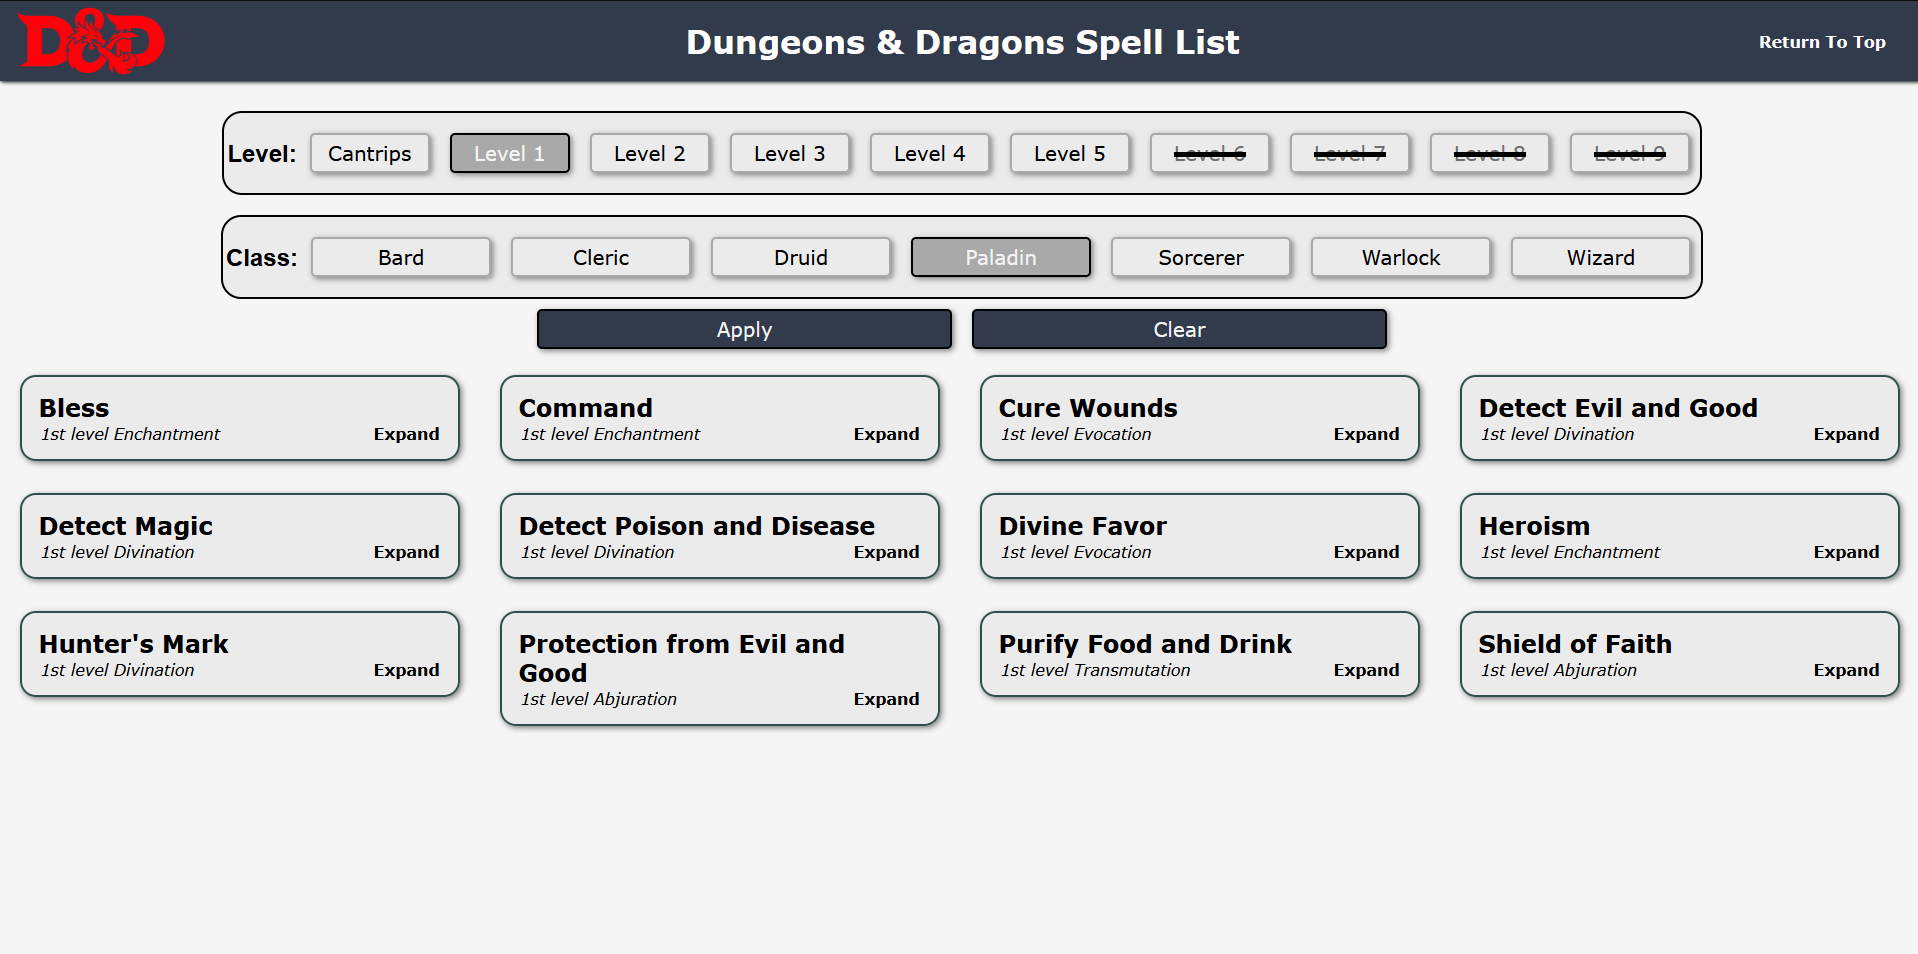 D&D
Dungeons & Dragons Spell List
Return To Top
Level: Cantrips Level 1 Level 2 Level 3 Level 4 Level 5 Level 6 Level 7 Level 8 Level 9
Class: Bard Cleric Druid Paladin Sorcerer Warlock Wizard
Apply Clear
Bless
1st level Enchantment Expand
Command
1st level Enchantment Expand
Cure Wounds
1st level Evocation Expand
Detect Evil and Good
1st level Divination Expand
Detect Magic
1st level Divination Expand
Detect Poison and Disease
1st level Divination Expand
Divine Favor
1st level Evocation Expand
Heroism
1st level Enchantment Expand
Hunter's Mark
1st level Divination Expand
Protection from Evil and
Good
1st level Abjuration Expand
Purify Food and Drink
1st level Transmutation Expand
Shield of Faith
1st level Abjuration Expand